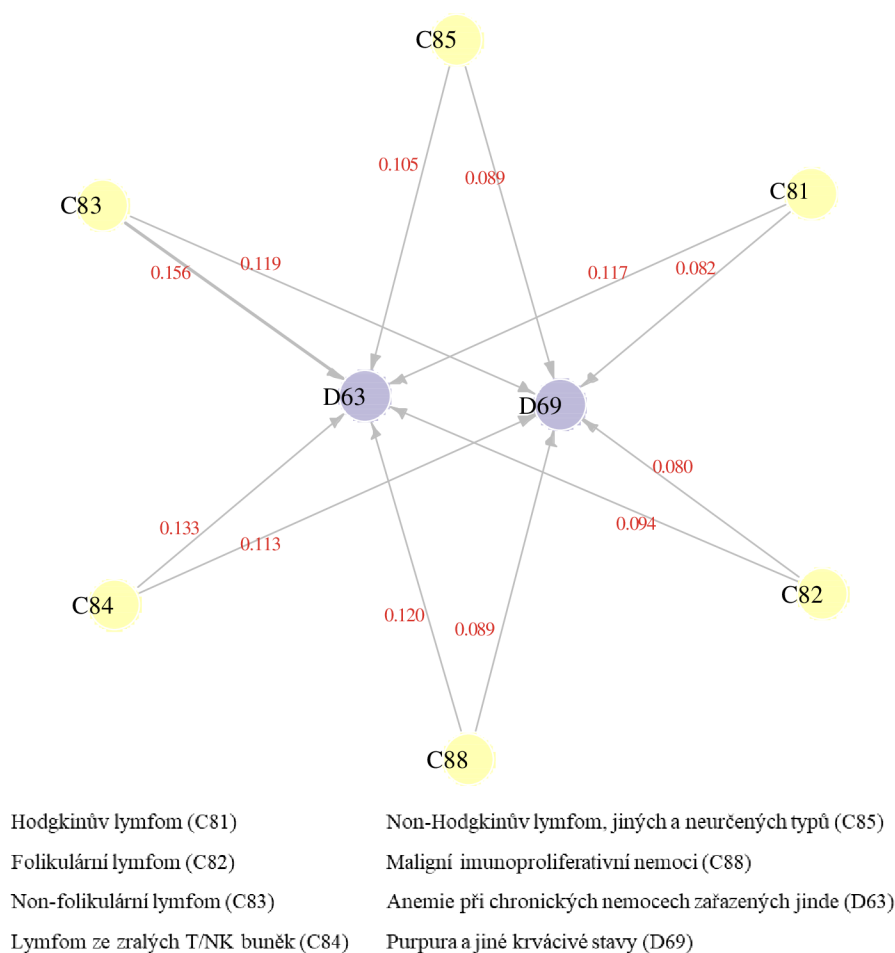 C85
0.105
0.089
C83
C81
0.156
0.119
0.117
0.082
D63
D69
0.133
0.113
0.094
0.080
C84
C82
0.120
0.089
C88
Hodgkinův lymfom (C81)
Folikulární lymfom (C82)
Non-folikulární lymfom (C83)
Lymfom ze zralých T/NK buněk (C84)
Non-Hodgkinův lymfom, jiných a neurčených typů (C85)
Maligní imunoproliferativní nemoci (C88)
Anemie při chronických nemocech zařazených jinde (D63)
Purpura a jiné krvácivé stavy (D69)